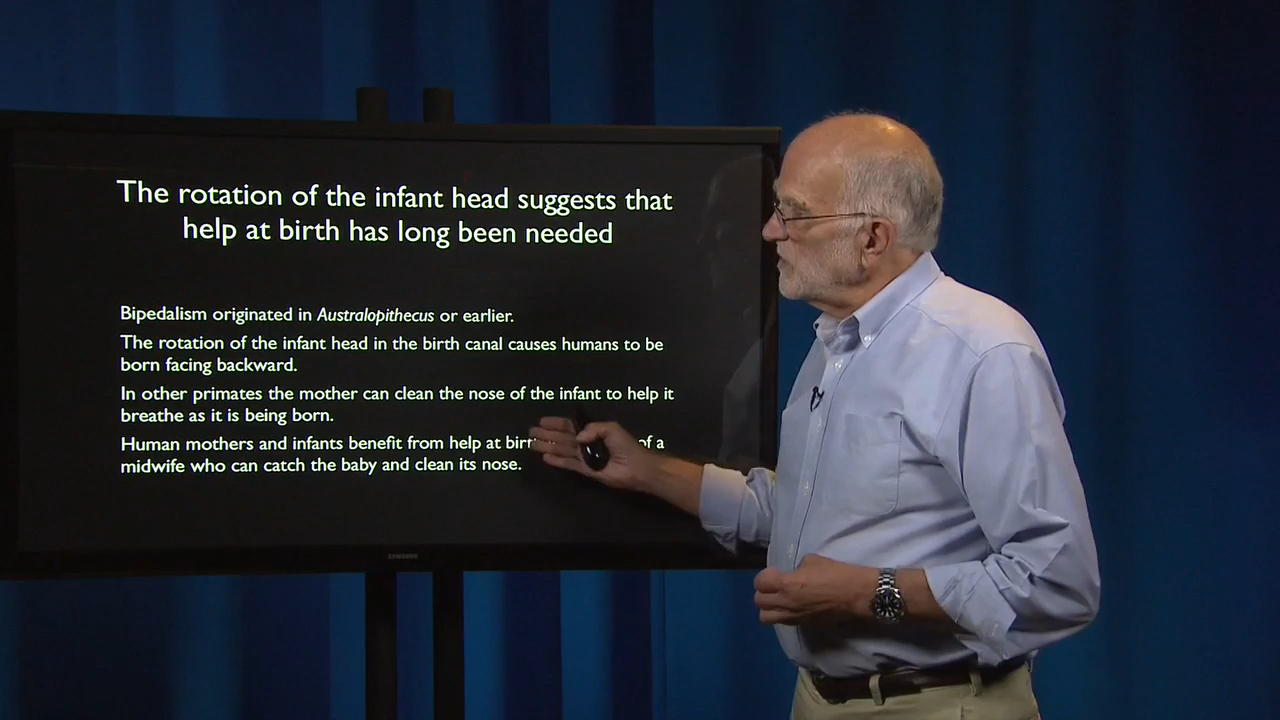 The rotation of the infant head suggests that
help at birth has long been needed
Bipedalism originated in Australopithecus or earlier.
The rotation of the infant head in the birth canal causes humans to be
born facing backward.
In other primates the mother can clean the nose of the infant to help it
breathe as it is being born.
Human mothers and infants benefit from help at of a
midwife who can catch the baby and clean its nose.
SAMSUNG